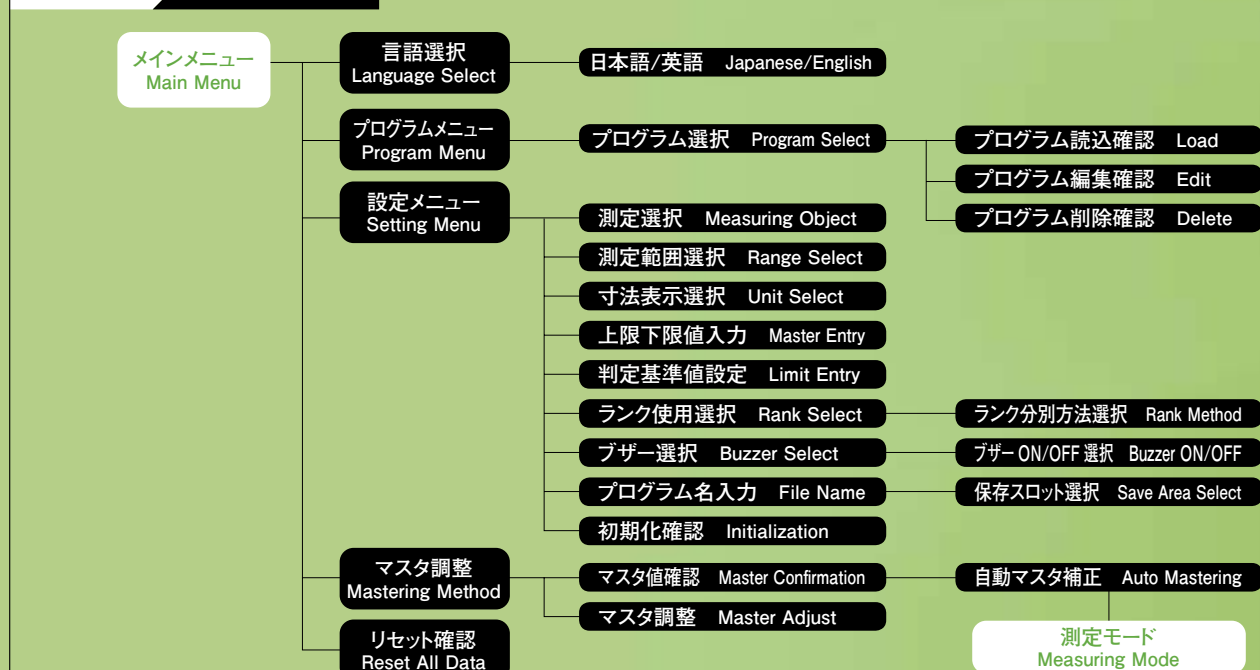 メインメニュー
Main Menu
言語選択
Language Select
日本語/英語 Japanese/English
プログラムメニュー
Program Menu
プログラム選択 Program Select
プログラム読込確認 Load
プログラム編集確認 Edit
プログラム削除確認 Delete
設定メニュー
Setting Menu
測定選択 Measuring Object
測定範囲選択 Range Select
寸法表示選択 Unit Select
上限下限値入力 Master Entry
判定基準値設定 Limit Entry
ランク使用選択 Rank Select
ランク分別方法選択 Rank Method
ブザー選択 Buzzer Select
ブザー ON/OFF 選択 Buzzer ON/OFF
プログラム名入力 File Name
保存スロット選択 Save Area Select
初期化確認 Initialization
マスタ調整
Mastering Method
マスタ値確認 Master Confirmation
自動マスタ補正 Auto Mastering
マスタ調整 Master Adjust
測定モード
Measuring Mode
リセット確認
Reset All Data